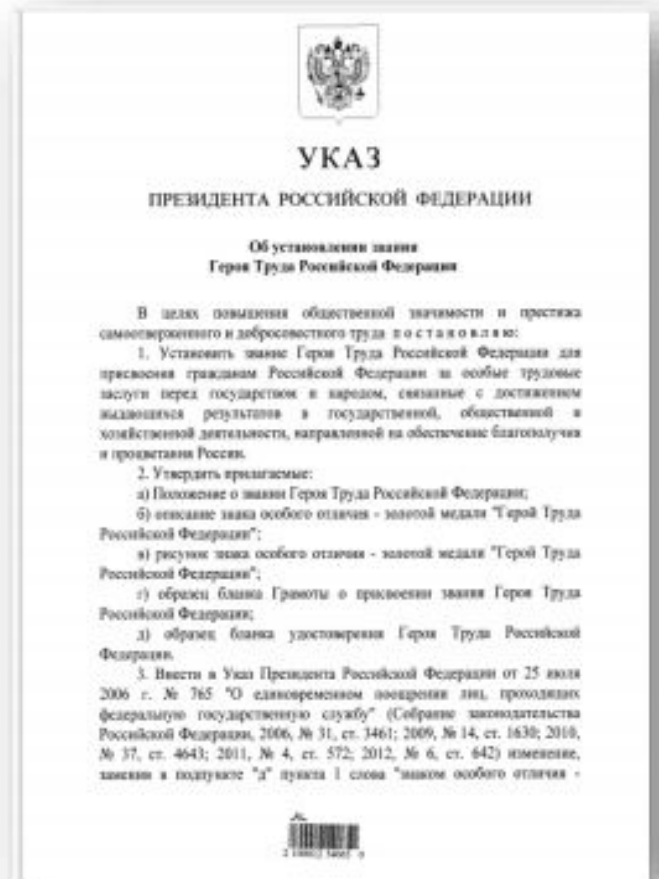 УКАЗ
ПРЕЗИДЕНТА РОССИЙСКОЙ ФЕДЕРАЦИИ
Об установлении звания
Героя Труда Российской Федерации
В целях повышения общественной значимости и престижа
самоотверженного и добросовестного труда п о с т а н о в л я ю:
1. Установить звание Героя Труда Российской Федерации для
присвоения гражданам Российской Федерации за особые трудовые
заслуги перед государством и народом, связанные с достижением
выдающихся результатов в государственной, общественной и
хозяйственной деятельности, направленной на обеспечение благополучия
и процветания России.
2. Утвердить прилагаемые:
а) Положение о звании Героя Труда Российской Федерации;
б) описание знака особого отличия - золотой медали "Герой Труда
Российской Федерации";
в) рисунок знака особого отличия - золотой медали "Герой Труда
Российской Федерации";
г) образец бланка Грамоты о присвоении звания Героя Труда
Российской Федерации;
д) образец бланка удостоверения Героя Труда Российской
Федерации.
3. Внести в Указ Президента Российской Федерации от 25 июля
2006 г. № 765 "О единовременном поощрении лиц, проходящих
федеральную государственную службу" (Собрание законодательства
Российской Федерации, 2006, № 31, ст. 3461; 2009, № 14, ст. 1630; 2010,
№ 37, ст. 4643; 2011, № 4, ст. 572; 2012, № 6, ст. 642) изменение,
заменив в подпункте "д" пункта 1 слова "знаком особого отличия -